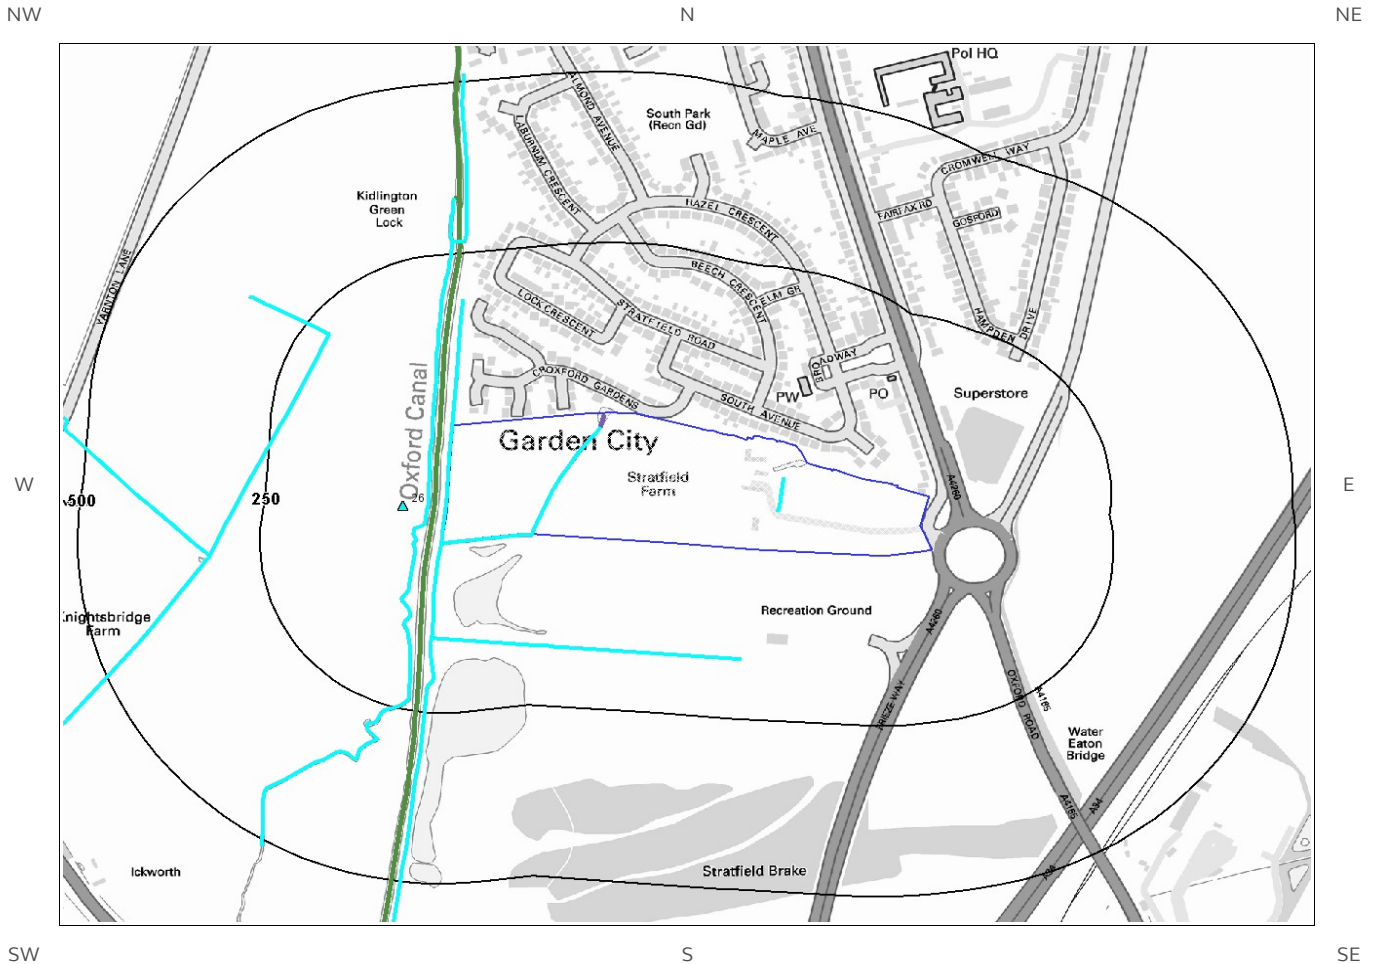 NW
N
NE
Pol HQ
ALMOND AVENUE
South Park
(Recn Gd)
MAPLE AVE
LABURNUM CRESCENT
CROMWELL WAY
Kidlington
Green
Lock
HAZEL CRESCENT
FAIRFAX RD
GOSFORD
YARNTON LANE
BEECH CRESCENT
ELM GR
LOCK CRESCENT
STRATFIELD ROAD
HAMPDEN DRIVE
BROADWAY
CROXFORD GARDENS
PW
PO
SOUTH AVENUE
Superstore
Oxford Canal
Garden City
Stratfield
Farm
W
500
250
26
A4260
E
Knightsbridge
Farm
Recreation Ground
A4260
FRIEZE WAY
OXFORD ROAD
A4165
Water
Eaton
Bridge
A4165
A34
Ickworth
Stratfield Brake
A34
SW
S
SE